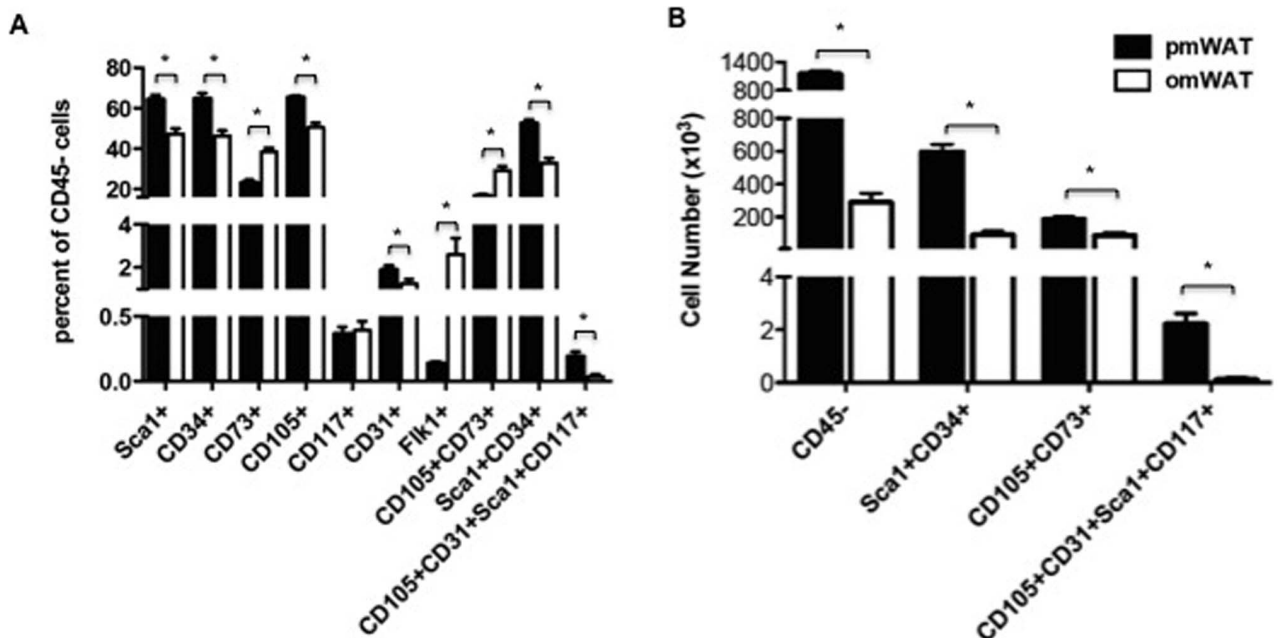 A
percent of CD45- cells
80
60
40
20
4
2
0.5
0.0
*
*
*
*
*
*
*
*
*
Sca1+
CD34+
CD73+
CD105+
CD117+
CD31+
Flk1+
CD105+CD73+
Sca1+CD34+
CD105+CD31+Sca1+CD117+
B
pmWAT
omWAT
Cell Number (x10³)
1400
800
800
600
400
200
4
2
0
*
*
*
*
CD45-
Sca1+CD34+
CD105+CD73+
CD105+CD31+Sca1+CD117+